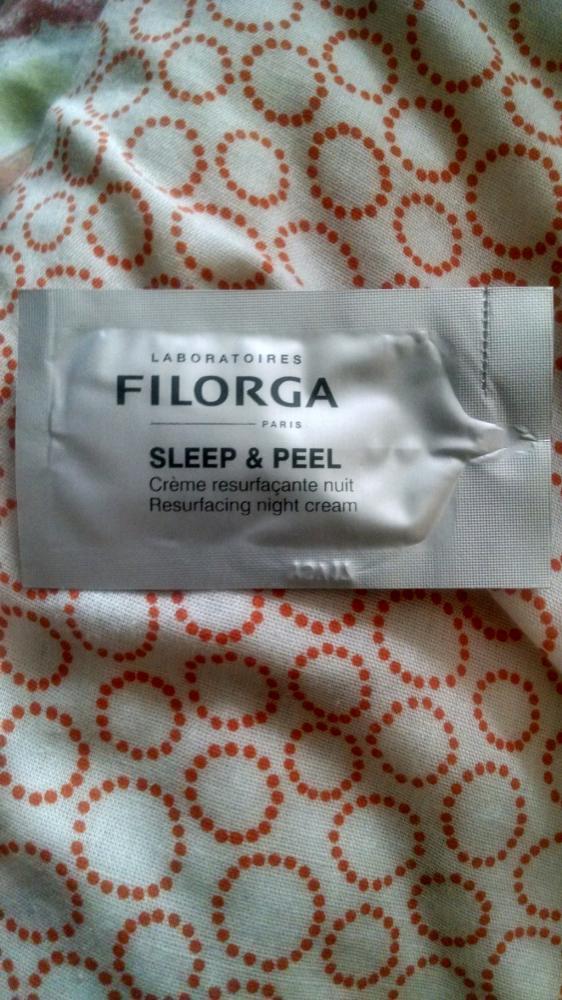 LABORATOIRES
FILORGA
PARIS
SLEEP & PEEL
Crème resurfaçante nuit
Resurfacing night cream